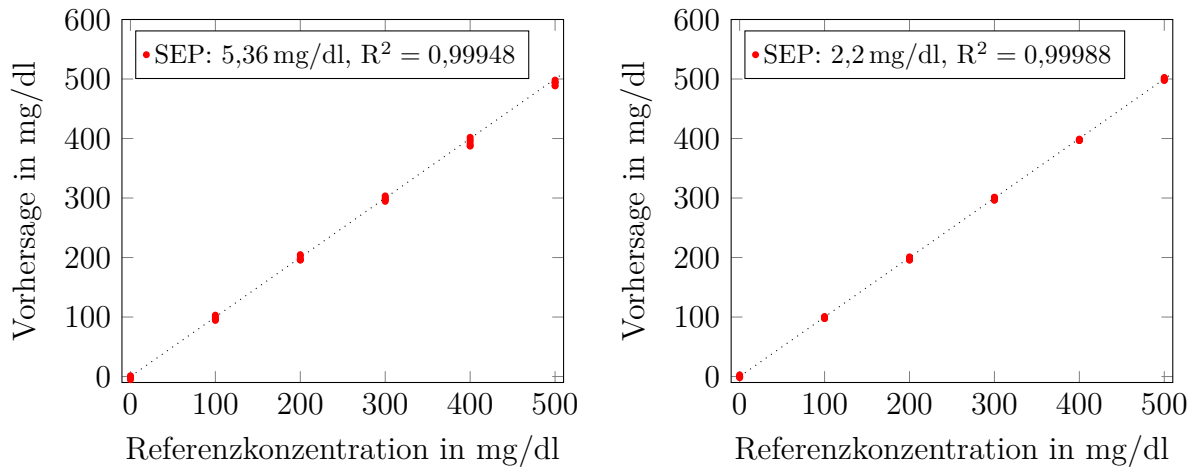 600
500
400
300
200
100
0
Vorhersage in mg/dl
SEP: 5,36 mg/dl, R² = 0,99948
0 100 200 300 400 500
Referenzkonzentration in mg/dl
600
500
400
300
200
100
0
Vorhersage in mg/dl
SEP: 2,2 mg/dl, R² = 0,99988
0 100 200 300 400 500
Referenzkonzentration in mg/dl